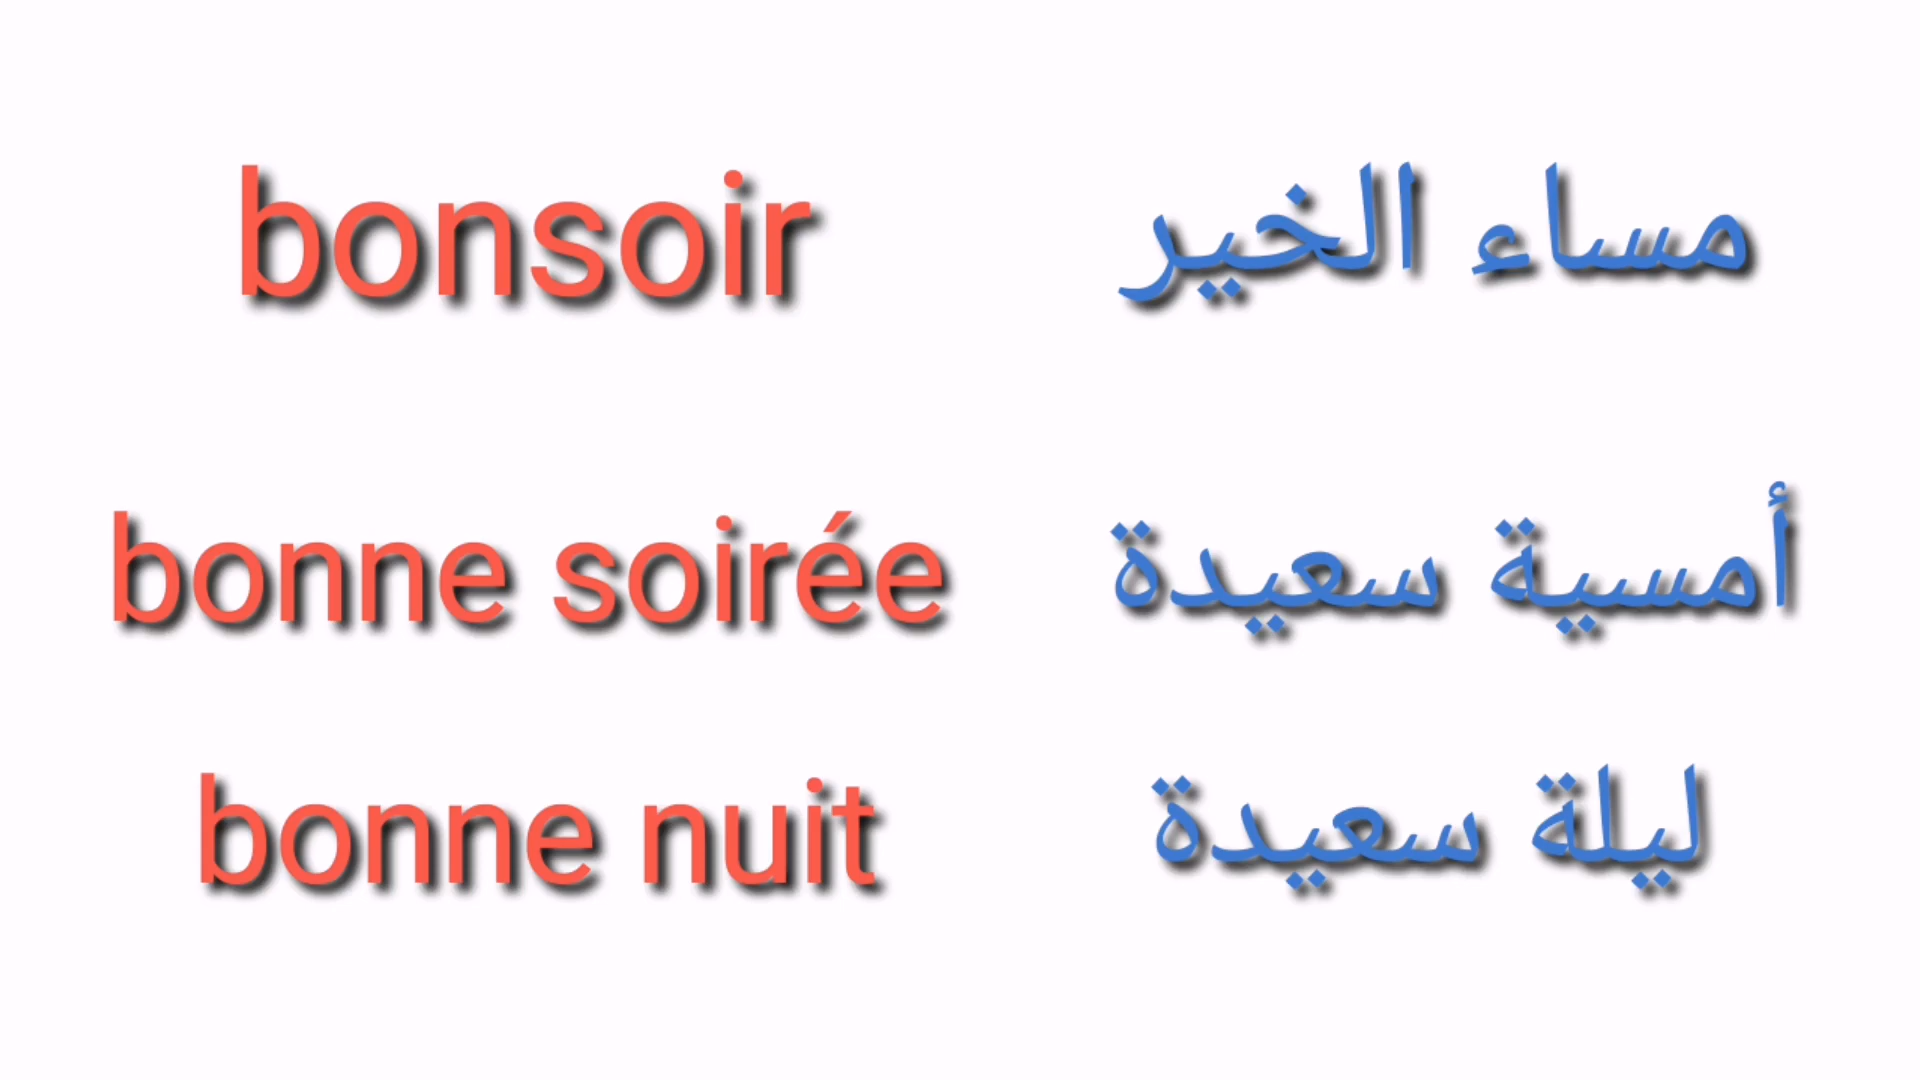 bonsoir مساء الخير
bonne soirée أمسية سعيدة
bonne nuit ليلة سعيدة